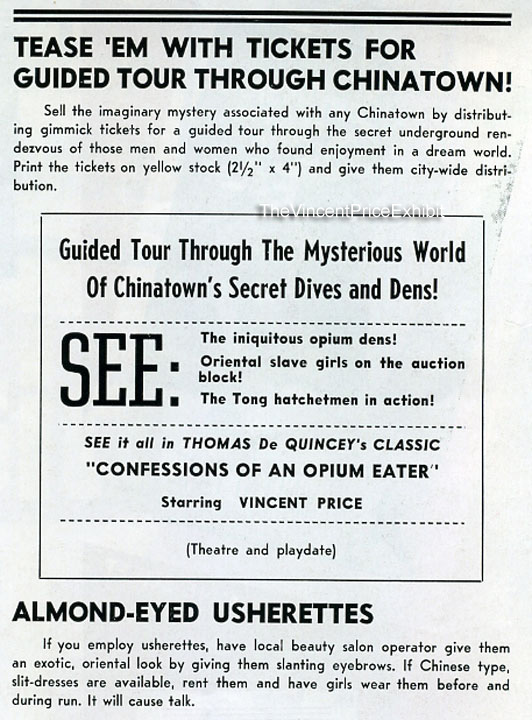 TEASE 'EM WITH TICKETS FOR
GUIDED TOUR THROUGH CHINATOWN!
Sell the imaginary mystery associated with any Chinatown by distribut-
ing gimmick tickets for a guided tour through the secret underground ren-
dezvous of those men and women who found enjoyment in a dream world.
Print the tickets on yellow stock (2½" x 4") and give them city-wide distri-
bution.
TheVincentPriceExhibit
Guided Tour Through The Mysterious World
Of Chinatown's Secret Dives and Dens!
SEE:
The iniquitous opium dens!
Oriental slave girls on the auction
block!
The Tong hatchetmen in action!
SEE it all in THOMAS De QUINCEY's CLASSIC
"CONFESSIONS OF AN OPIUM EATER"
Starring VINCENT PRICE
(Theatre and playdate)
ALMOND-EYED USHERETTES
If you employ usherettes, have local beauty salon operator give them
an exotic, oriental look by giving them slanting eyebrows. If Chinese type,
slit-dresses are available, rent them and have girls wear them before and
during run. It will cause talk.